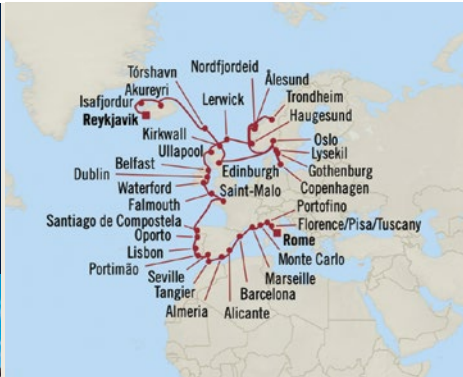 Nordfjordeid
Tórshavn
Ålesund
Akureyri
Trondheim
Isafjordur
Lerwick
Haugesund
Reykjavik
Kirkwall
Oslo
Ullapool
Lysekil
Belfast
Edinburgh
Gothenburg
Dublin
Copenhagen
Waterford
Saint-Malo
Falmouth
Portofino
Santiago de Compostela
Florence/Pisa/Tuscany
Oporto
Rome
Lisbon
Monte Carlo
Portimão
Marseille
Seville
Barcelona
Tangier
Almeria
Alicante